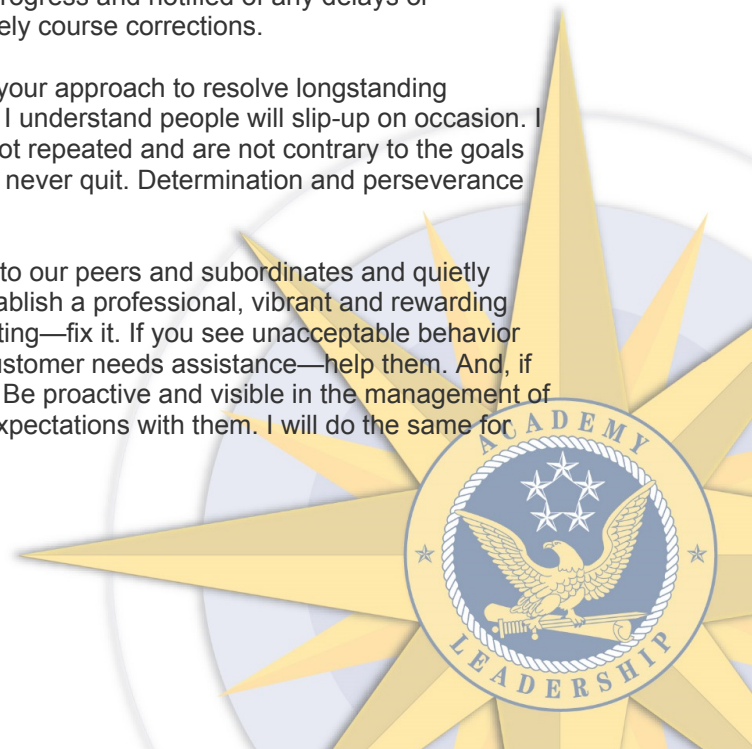 rogress and notified of any delays or
ely course corrections.
your approach to resolve longstanding
I understand people will slip-up on occasion. I
ot repeated and are not contrary to the goals
never quit. Determination and perseverance
to our peers and subordinates and quietly
ablish a professional, vibrant and rewarding
ting—fix it. If you see unacceptable behavior
ustomer needs assistance—help them. And, if
Be proactive and visible in the management of
xpectations with them. I will do the same for
ACADEMY
LEADERSHIP